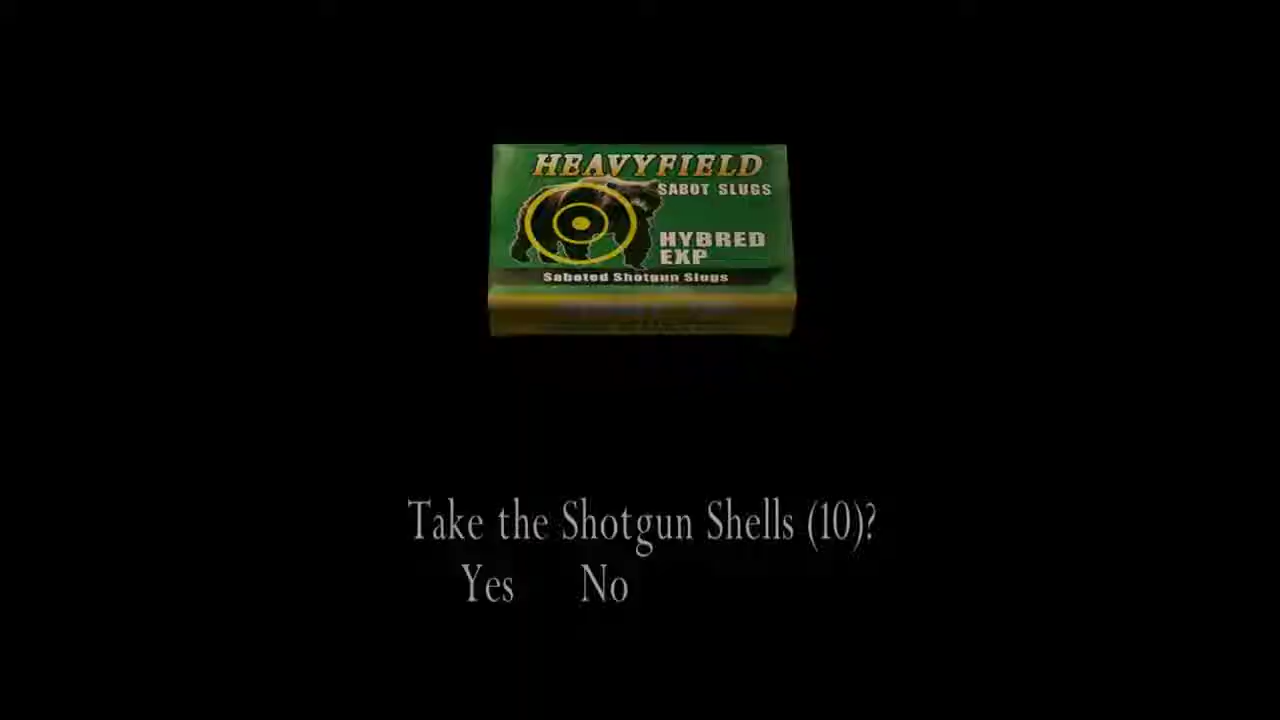 HEAVYFIELD
SABOT SLUGS
HYBRED
EXP
Saboted Shotgun Slugs
Take the Shotgun Shells (10)?
Yes No